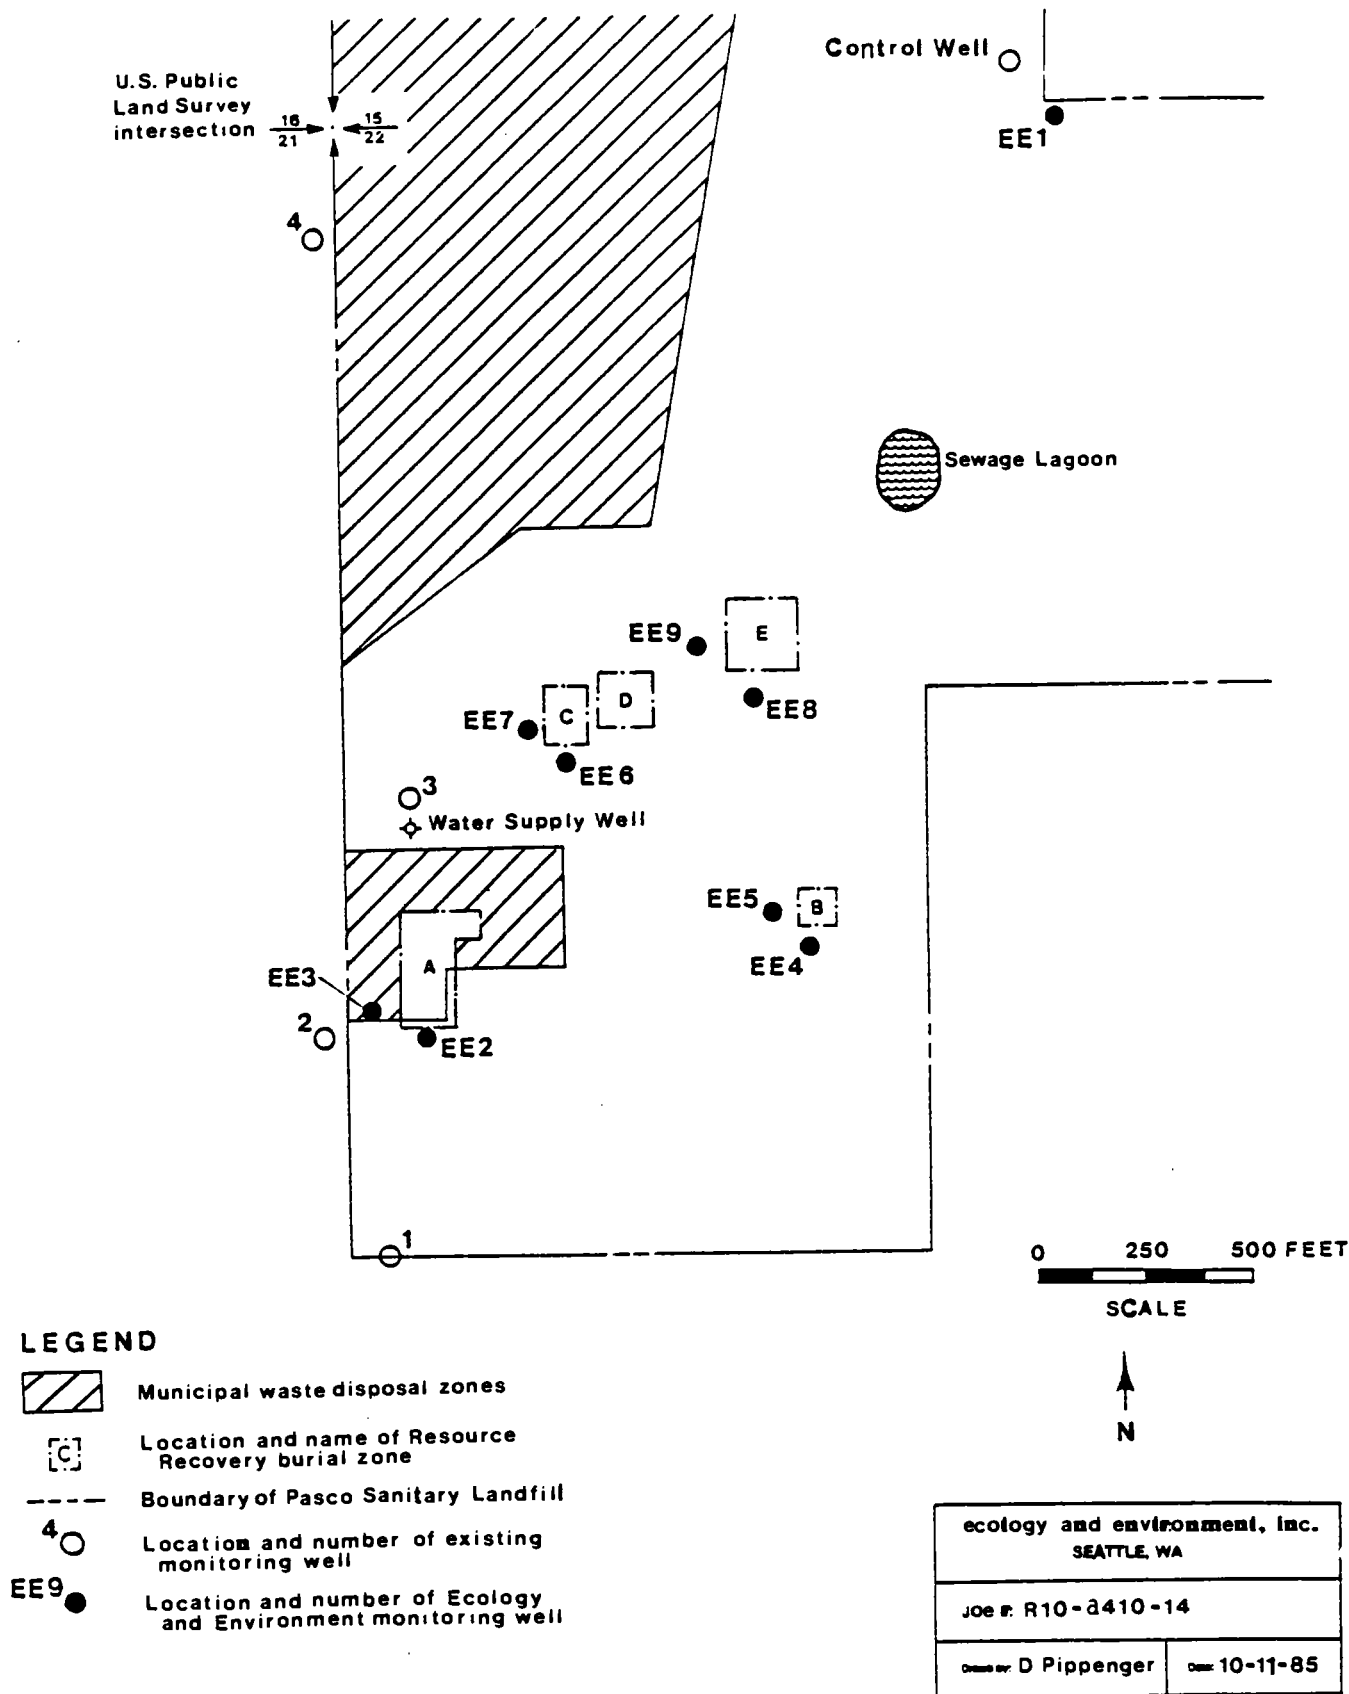 Control Well
U.S. Public
Land Survey
intersection
16
21
15
22
EE1
4
Sewage Lagoon
EE9
E
EE8
D
C
EE7
EE6
3
Water Supply Well
EE5
B
EE4
A
EE3
2
EE2
1
0 250 500 FEET
SCALE
N
LEGEND
Municipal waste disposal zones
C
Location and name of Resource
Recovery burial zone
Boundary of Pasco Sanitary Landfill
4
Location and number of existing
monitoring well
EE9
Location and number of Ecology
and Environment monitoring well
ecology and environment, inc.
SEATTLE, WA
R10-8410-14
D Pippenger
10-11-85